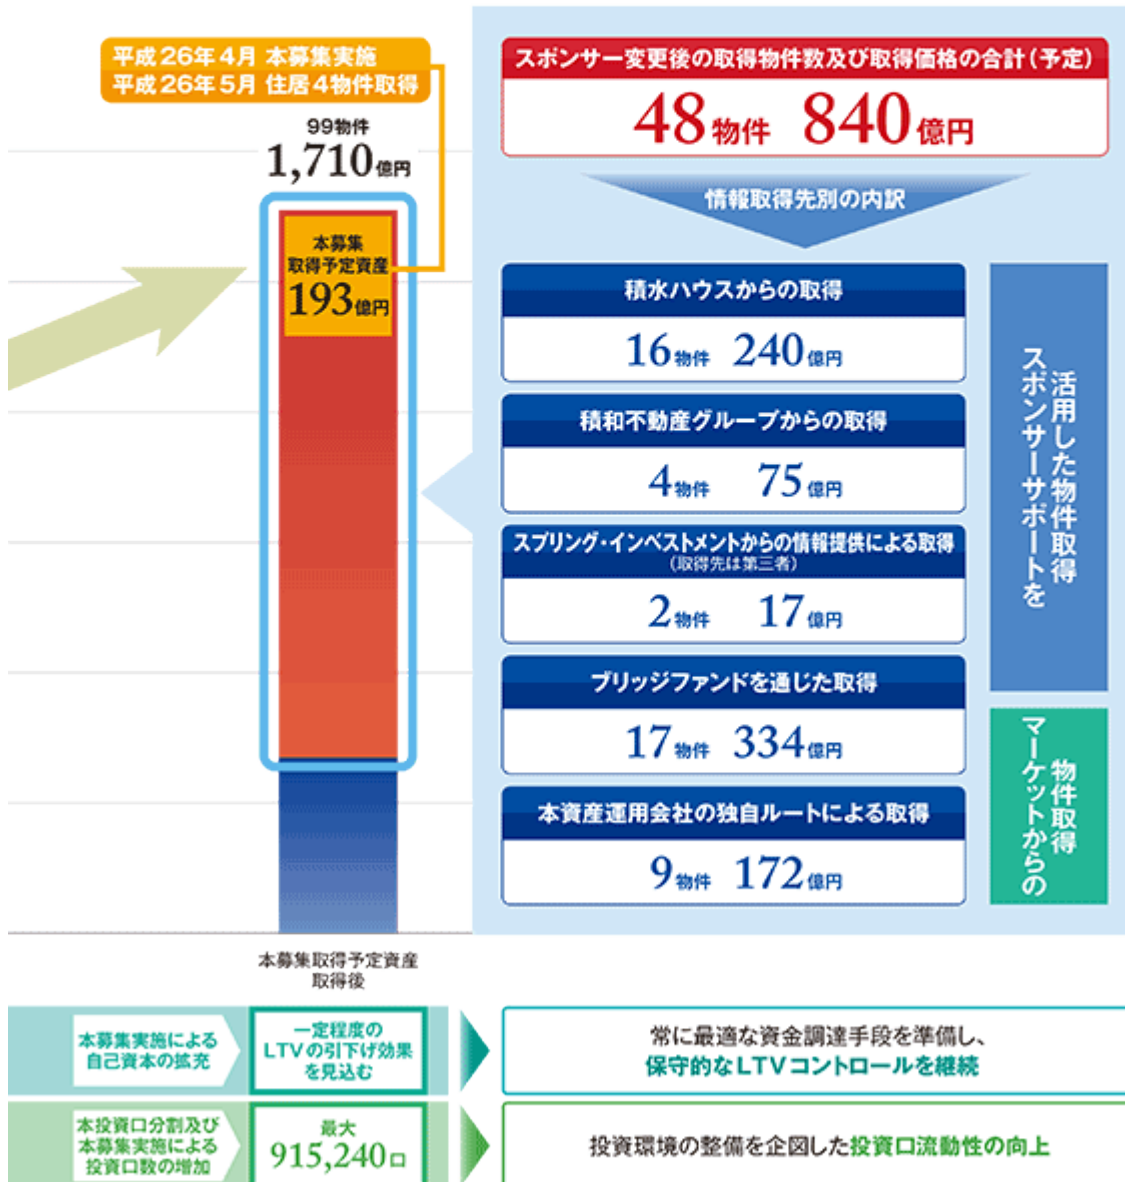 平成26年4月 本募集実施
平成26年5月 住居4物件取得
99物件
1,710億円
本募集
取得予定資産
193億円
本募集取得予定資産
取得後
スポンサー変更後の取得物件数及び取得価格の合計(予定)
48物件 840億円
情報取得先別の内訳
積水ハウスからの取得
16物件 240億円
積和不動産グループからの取得
4物件 75億円
スプリング・インベストメントからの情報提供による取得
(取得先は第三者)
2物件 17億円
ブリッジファンドを通じた取得
17物件 334億円
本資産運用会社の独自ルートによる取得
9物件 172億円
スポンサーサポートを
活用した物件取得
マーケットからの
物件取得
本募集実施による
自己資本の拡充
一定程度の
LTVの引下げ効果
を見込む
常に最適な資金調達手段を準備し、
保守的なLTVコントロールを継続
本投資口分割及び
本募集実施による
投資口数の増加
最大
915,240口
投資環境の整備を企図した投資口流動性の向上